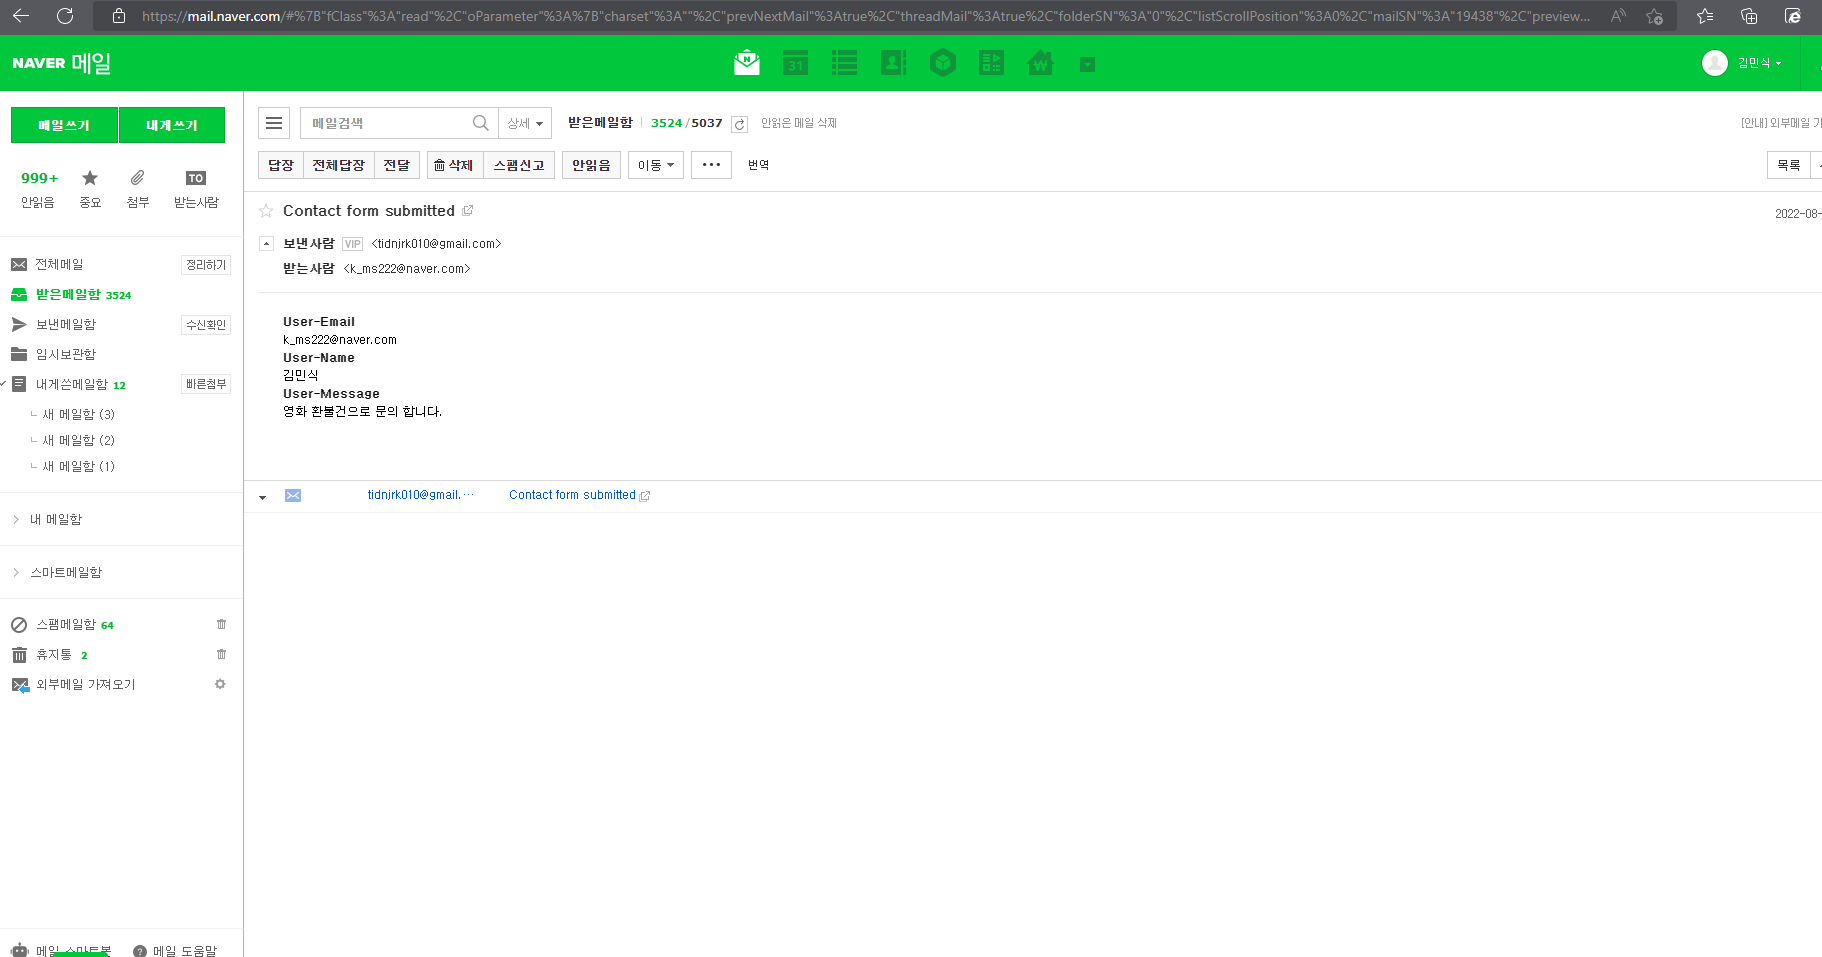 https://mail.naver.com/#%7B"fClass"%3A"read"%2C"oParameter"%3A%7B"charset"%3A""%2C"prevNextMail"%3Atrue%2C"threadMail"%3Atrue%2C"folderSN"%3A"0"%2C"listScrollPosition"%3A0%2C"mailSN"%3A"19438"%2C"preview...
NAVER 메일
31
김민식
메일쓰기 내게쓰기
메일검색 상세 받은메일함 3524/5037 안읽은 메일 삭제 [안내] 외부메일 가
답장 전체답장 전달 삭제 스팸신고 안읽음 이동 ··· 번역 목록
999+ TO
안읽음 중요 첨부 받는사람
Contact form submitted 2022-08-
보낸사람 VIP <tidnjrk010@gmail.com>
받는사람 <k_ms222@naver.com>
전체메일 정리하기
받은메일함 3524
보낸메일함 수신확인
임시보관함
내게쓴메일함 12 빠른첨부
새 메일함 (3)
새 메일함 (2)
새 메일함 (1)
내 메일함
스마트메일함
스팸메일함 64
휴지통 2
외부메일 가져오기
User-Email
k_ms222@naver.com
User-Name
김민식
User-Message
영화 환불건으로 문의 합니다.
tidnjrk010@gmail.··· Contact form submitted
메일 스마트봇 메일 도움말